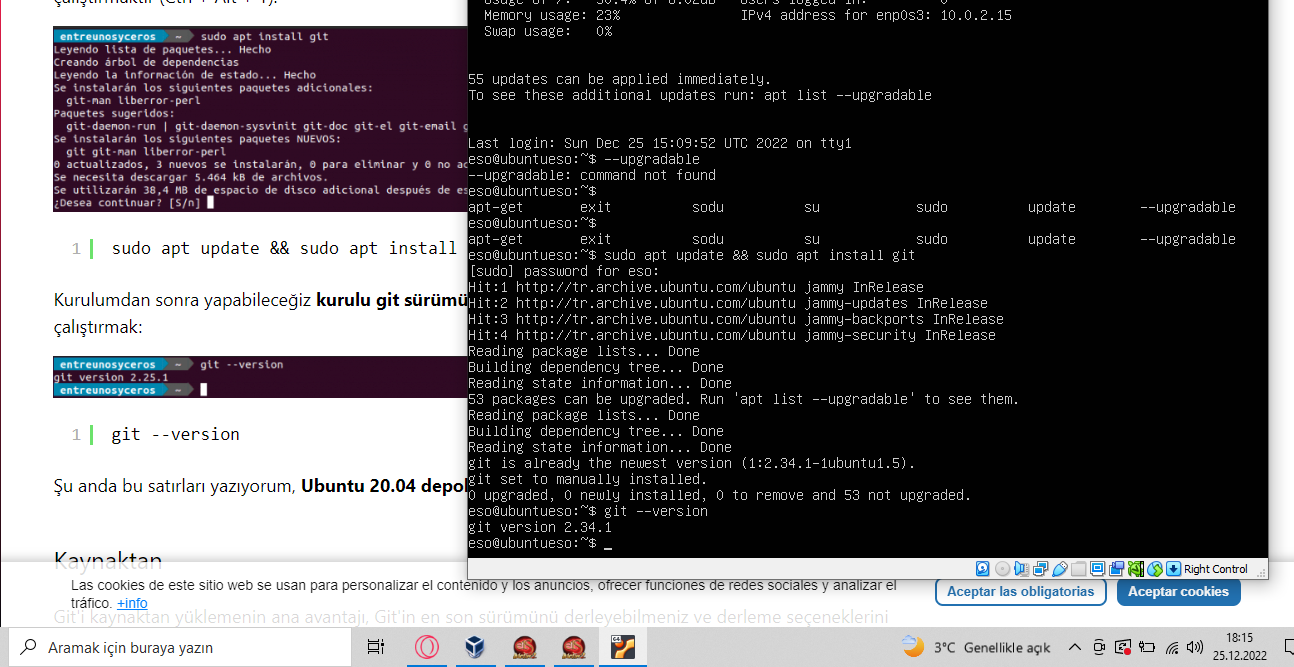 çalıştırmaktır (Ctrl + Alt + T):
entreunosyceros ~ sudo apt install git
Leyendo lista de paquetes... Hecho
Creando árbol de dependencias
Leyendo la información de estado... Hecho
Se instalarán los siguientes paquetes adicionales:
git-man liberror-perl
Paquetes sugeridos:
git-daemon-run | git-daemon-sysvinit git-doc git-el git-email g
Se instalarán los siguientes paquetes NUEVOS:
git git-man liberror-perl
0 actualizados, 3 nuevos se instalarán, 0 para eliminar y 0 no ac
Se necesita descargar 5.464 kB de archivos.
Se utilizarán 38,4 MB de espacio de disco adicional después de es
¿Desea continuar? [S/n]
1 sudo apt update && sudo apt install
Kurulumdan sonra yapabileceğiz kurulu git sürümü
çalıştırmak:
entreunosyceros ~ git --version
git version 2.25.1
entreunosyceros ~
1 git --version
Şu anda bu satırları yazıyorum, Ubuntu 20.04 depol
Kaynaktan
Git'i kaynaktan yüklemenin ana avantajı, Git'in en son sürümünü derleyebilmeniz ve derleme seçeneklerini
Memory usage: 23% IPv4 address for enp0s3: 10.0.2.15
Swap usage: 0%
55 updates can be applied immediately.
To see these additional updates run: apt list --upgradable
Last login: Sun Dec 25 15:09:52 UTC 2022 on tty1
eso@ubuntueso:~$ --upgradable
--upgradable: command not found
eso@ubuntueso:~$
apt-get exit sodu su sudo update --upgradable
eso@ubuntueso:~$
apt-get exit sodu su sudo update --upgradable
eso@ubuntueso:~$ sudo apt update && sudo apt install git
[sudo] password for eso:
Hit:1 http://tr.archive.ubuntu.com/ubuntu jammy InRelease
Hit:2 http://tr.archive.ubuntu.com/ubuntu jammy-updates InRelease
Hit:3 http://tr.archive.ubuntu.com/ubuntu jammy-backports InRelease
Hit:4 http://tr.archive.ubuntu.com/ubuntu jammy-security InRelease
Reading package lists... Done
Building dependency tree... Done
Reading state information... Done
53 packages can be upgraded. Run 'apt list --upgradable' to see them.
Reading package lists... Done
Building dependency tree... Done
Reading state information... Done
git is already the newest version (1:2.34.1-1ubuntu1.5).
git set to manually installed.
0 upgraded, 0 newly installed, 0 to remove and 53 not upgraded.
eso@ubuntueso:~$ git --version
git version 2.34.1
eso@ubuntueso:~$ _
Right Control
Las cookies de este sitio web se usan para personalizar el contenido y los anuncios, ofrecer funciones de redes sociales y analizar el
tráfico. +info
Aceptar las obligatorias
Aceptar cookies
Aramak için buraya yazın
64
3°C Genellikle açık
18:15
25.12.2022